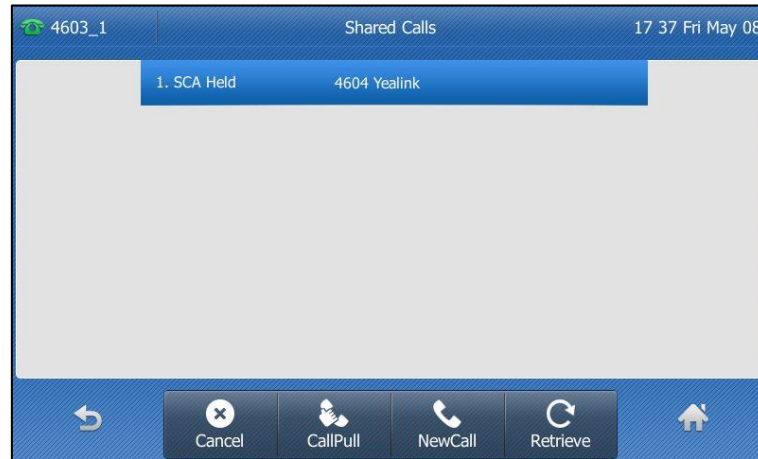 4603_1 Shared Calls 17 37 Fri May 08
1. SCA Held 4604 Yealink
Cancel CallPull NewCall Retrieve